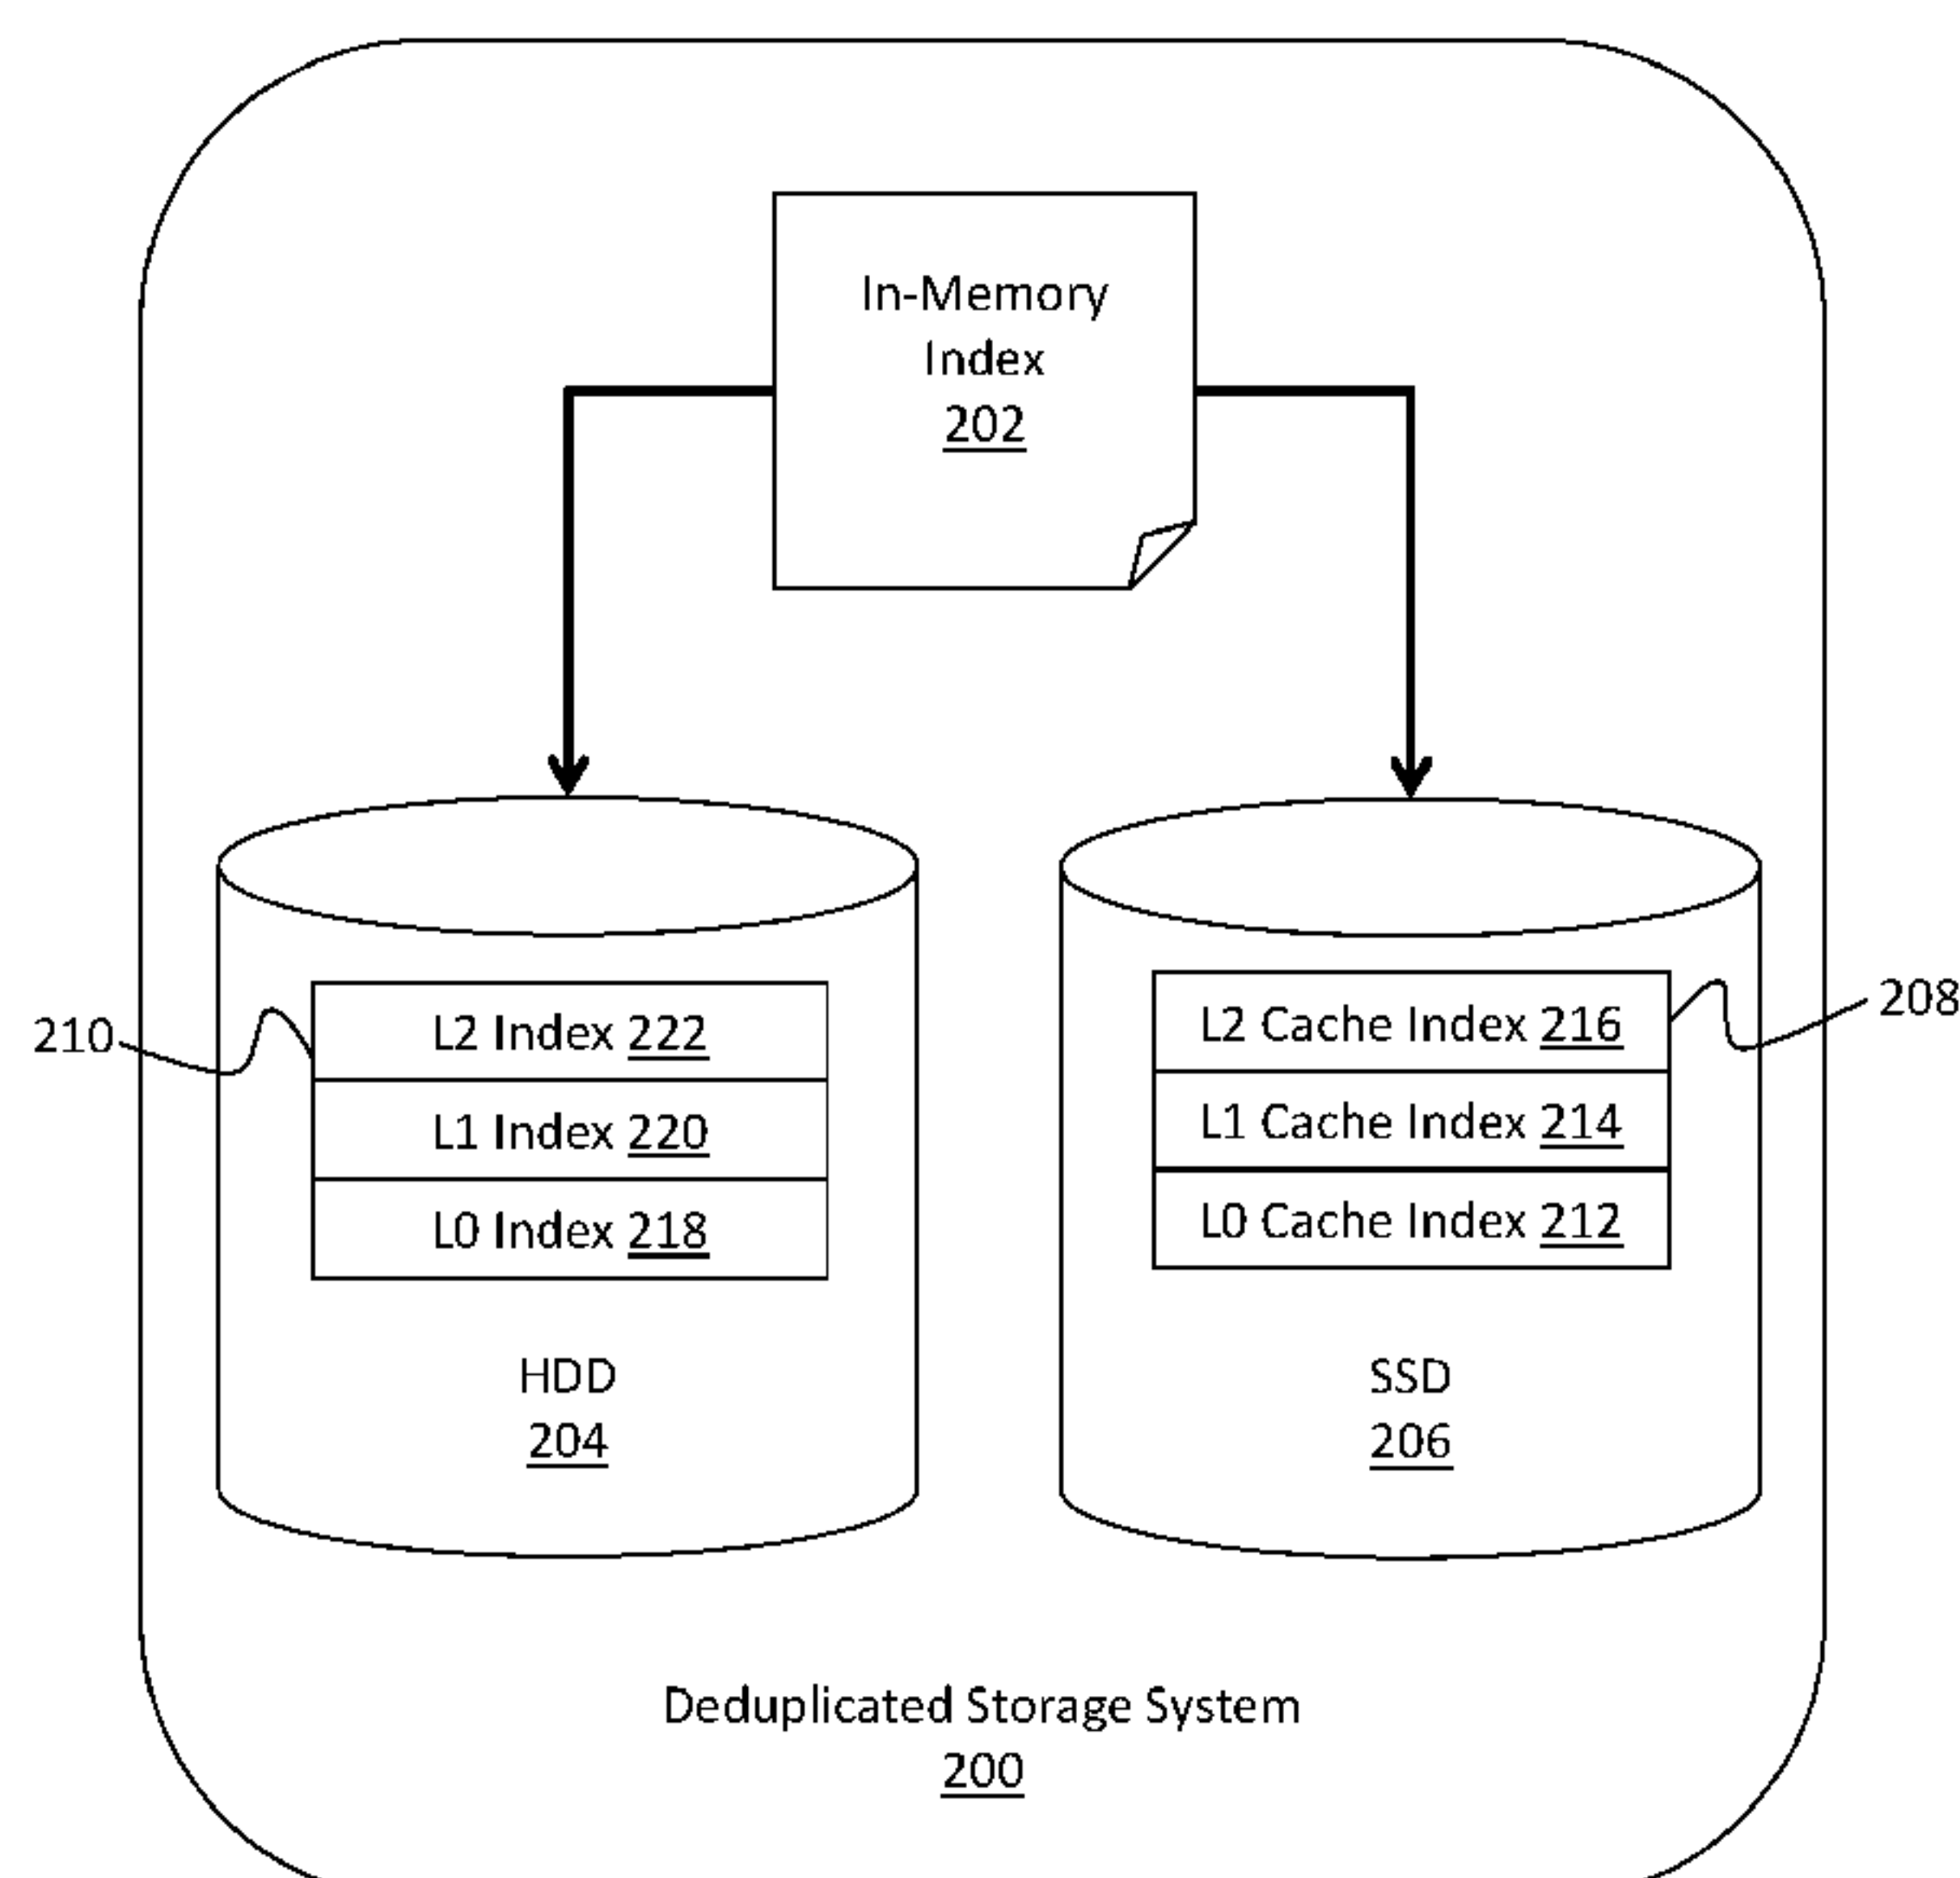 In-Memory
Index
202
210
L2 Index 222
L1 Index 220
L0 Index 218
HDD
204
L2 Cache Index 216
L1 Cache Index 214
L0 Cache Index 212
208
SSD
206
Deduplicated Storage System
200